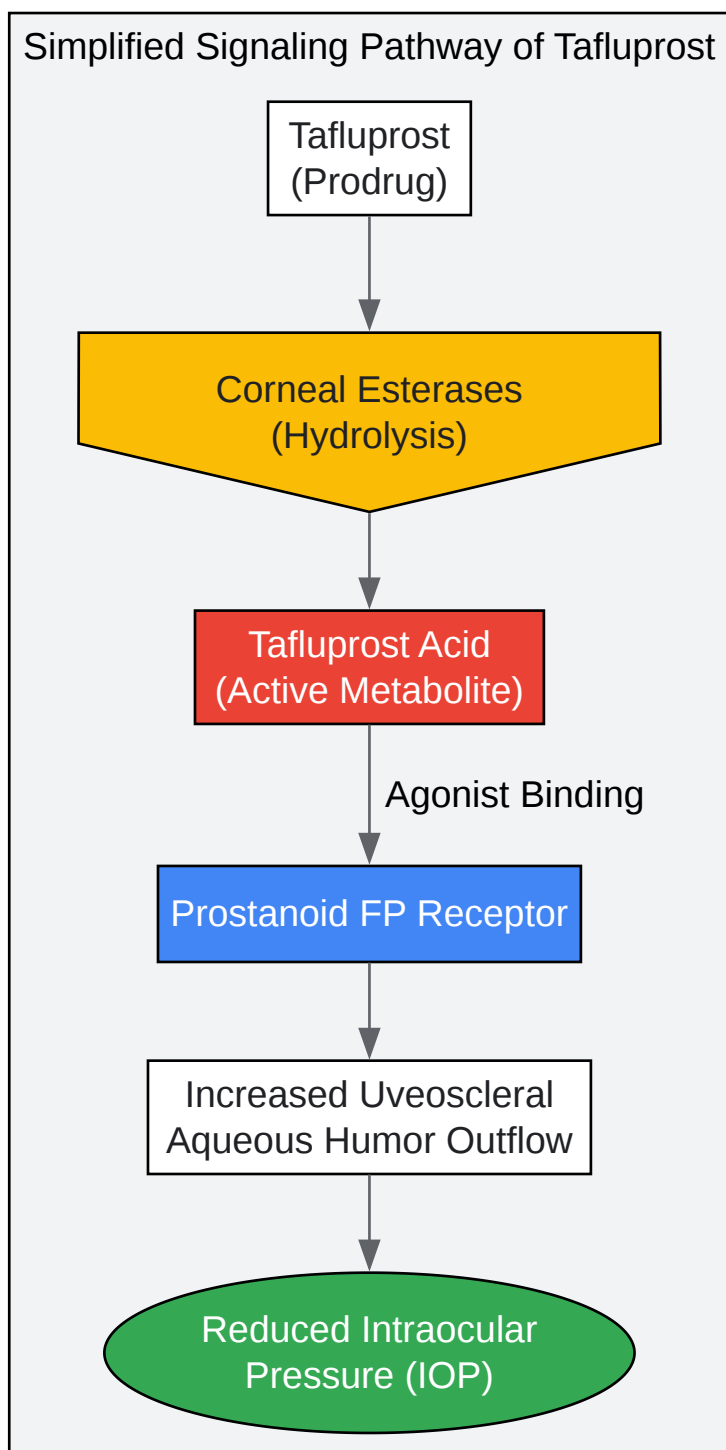 Simplified Signaling Pathway of Tafluprost
Tafluprost
(Prodrug)
Corneal Esterases
(Hydrolysis)
Tafluprost Acid
(Active Metabolite)
Agonist Binding
Prostanoid FP Receptor
Increased Uveoscleral
Aqueous Humor Outflow
Reduced Intraocular
Pressure (IOP)